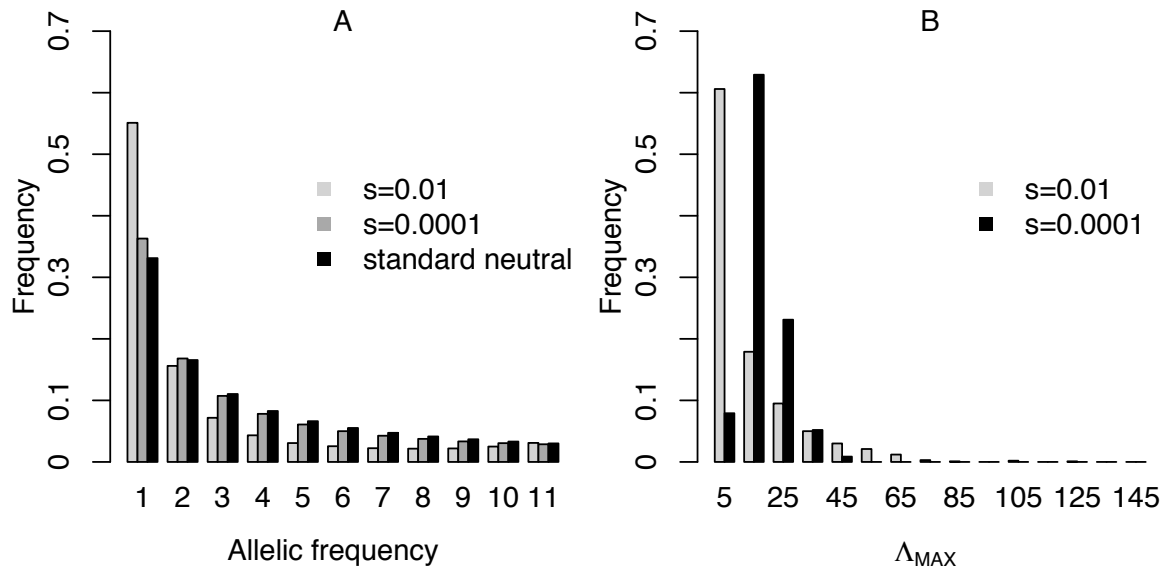 A
Frequency
0.7
0.5
0.3
0.1
0
s=0.01
s=0.0001
standard neutral
1 2 3 4 5 6 7 8 9 10 11
Allelic frequency
B
Frequency
0.7
0.5
0.3
0.1
0
s=0.01
s=0.0001
5 25 45 65 85 105 125 145
ΛMAX